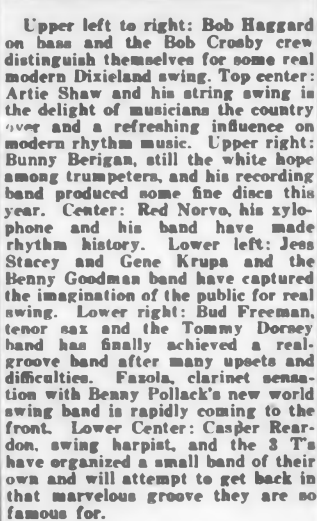 Upper left to right: Bob Haggard
on bass and the Bob Crosby crew
distinguish themselves for some real
modern Dixieland swing. Top center:
Artie Shaw and his string swing is
the delight of musicians the country
over and a refreshing influence on
modern rhythm music. Upper right:
Bunny Berigan, still the white hope
among trumpeters, and his recording
band produced some fine discs this
year. Center: Red Norvo, his xylo-
phone and his band have made
rhythm history. Lower left: Jess
Stacey and Gene Krupa and the
Benny Goodman band have captured
the imagination of the public for real
swing. Lower right: Bud Freeman,
tenor sax and the Tommy Dorsey
band has finally achieved a real-
groove band after many upsets and
difficulties. Fazola, clarinet sensa-
tion with Benny Pollack's new world
swing band is rapidly coming to the
front. Lower Center: Casper Rear-
don, swing harpist, and the 3 T's
have organized a small band of their
own and will attempt to get back in
that marvelous groove they are so
famous for.